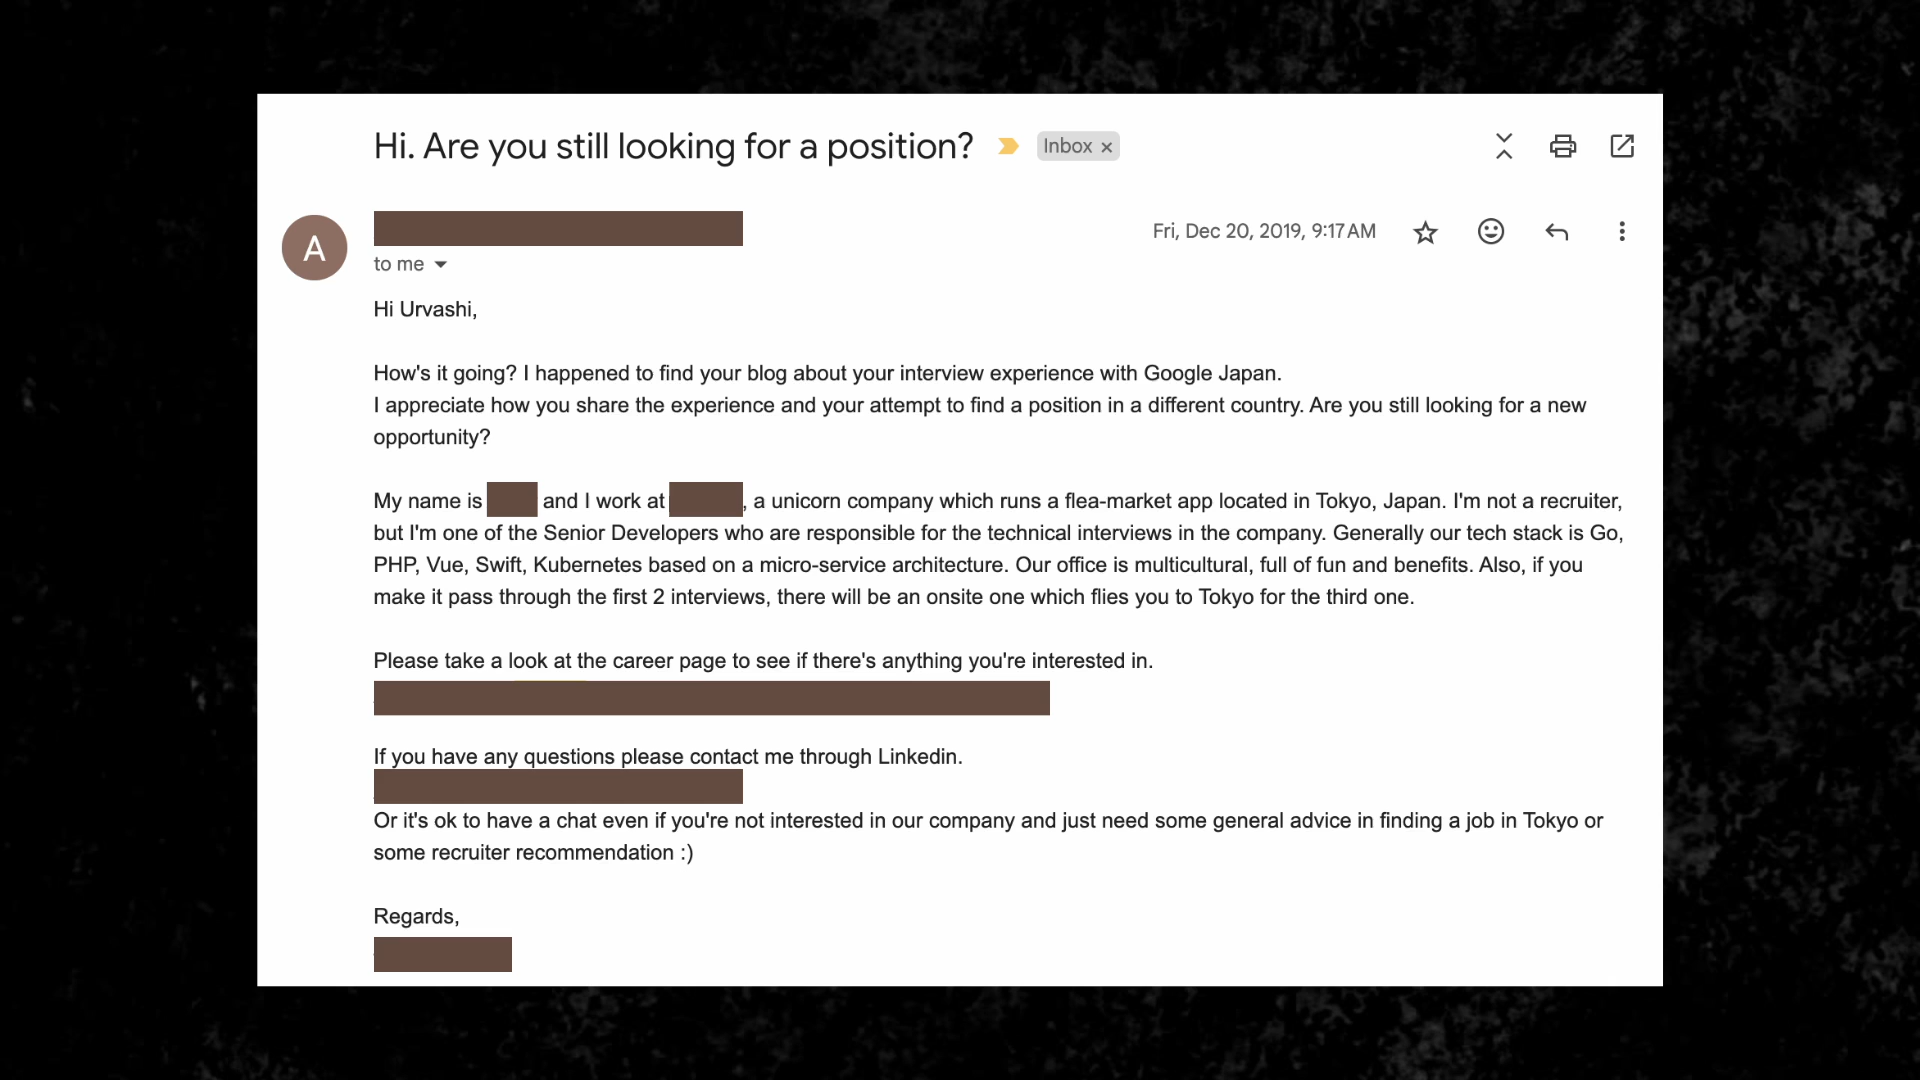 Hi. Are you still looking for a position?
Inbox ×
A
Fri, Dec 20, 2019, 9:17 AM
to me
Hi Urvashi,
How's it going? I happened to find your blog about your interview experience with Google Japan.
I appreciate how you share the experience and your attempt to find a position in a different country. Are you still looking for a new
opportunity?
My name is and I work at , a unicorn company which runs a flea-market app located in Tokyo, Japan. I'm not a recruiter,
but I'm one of the Senior Developers who are responsible for the technical interviews in the company. Generally our tech stack is Go,
PHP, Vue, Swift, Kubernetes based on a micro-service architecture. Our office is multicultural, full of fun and benefits. Also, if you
make it pass through the first 2 interviews, there will be an onsite one which flies you to Tokyo for the third one.
Please take a look at the career page to see if there's anything you're interested in.
If you have any questions please contact me through Linkedin.
Or it's ok to have a chat even if you're not interested in our company and just need some general advice in finding a job in Tokyo or
some recruiter recommendation :)
Regards,